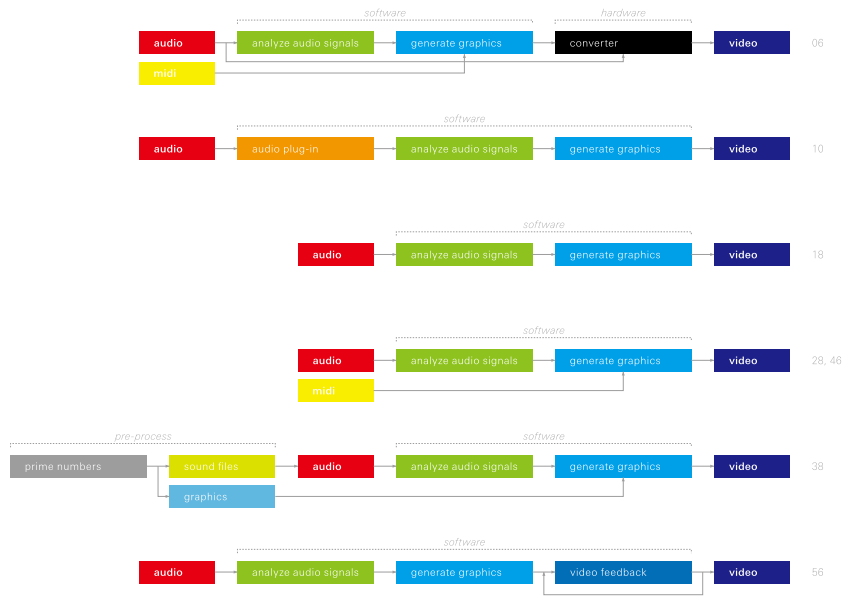 software hardware
audio analyze audio signals generate graphics converter video 06
midi
software
audio audio plug-in analyze audio signals generate graphics video 10
software
audio analyze audio signals generate graphics video 18
software
audio analyze audio signals generate graphics video 28, 46
midi
pre-process software
prime numbers sound files audio analyze audio signals generate graphics video 38
graphics
software
audio analyze audio signals generate graphics video feedback video 56